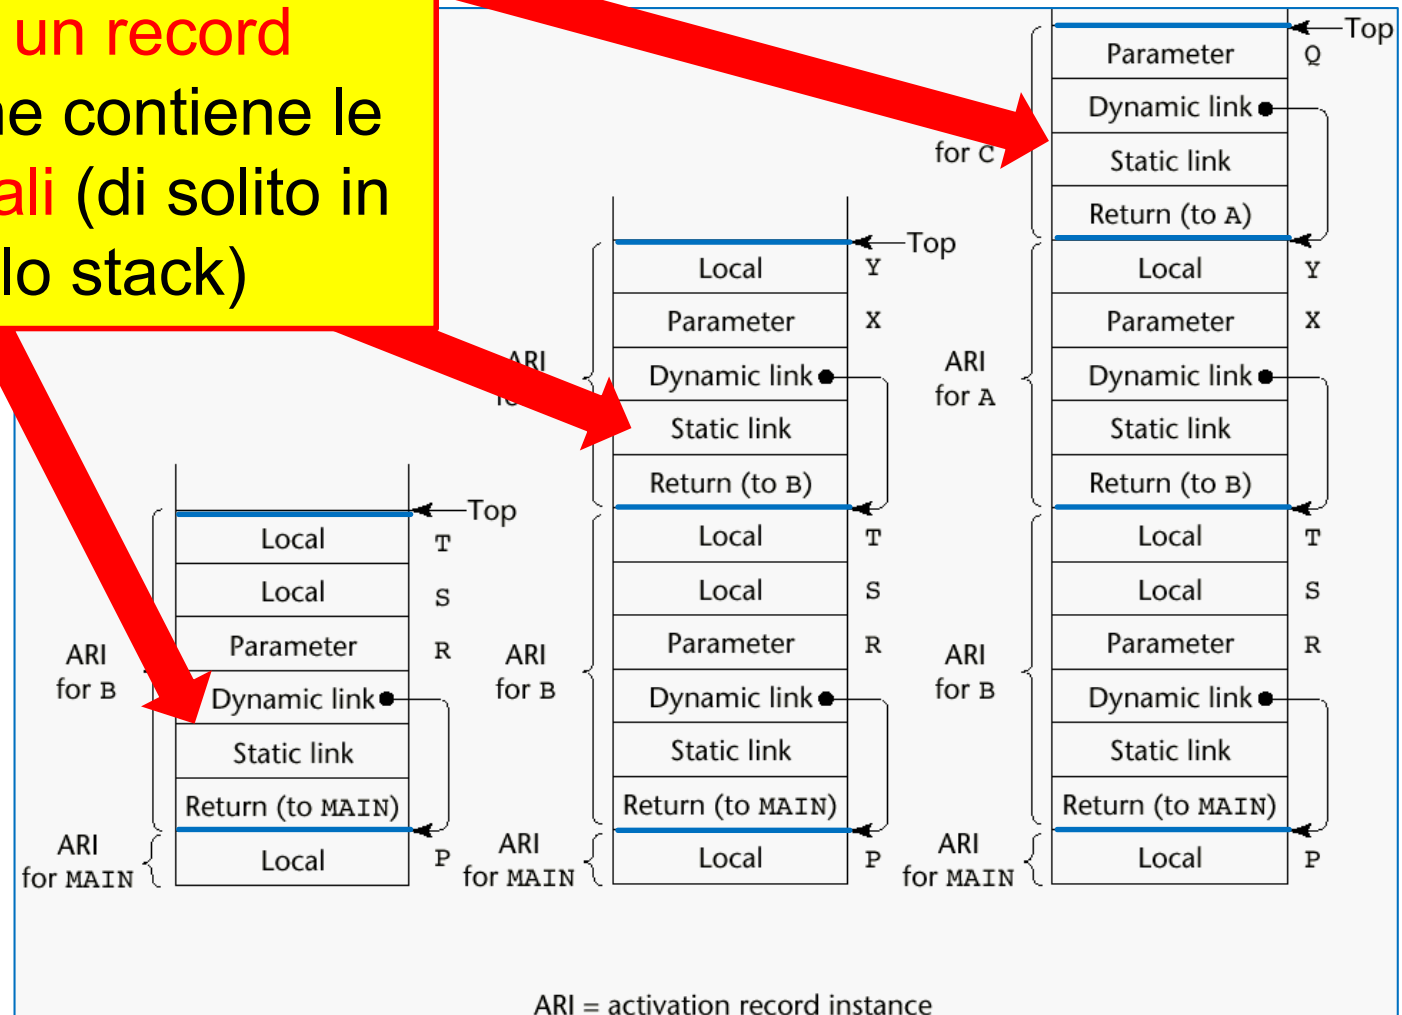 un record
ne contiene le
ali (di solito in
lo stack)
Top
Parameter Q
Dynamic link
for C
Static link
Return (to A)
Local Y
Parameter X
ARI
for A
Dynamic link
Static link
Return (to B)
Local T
Local S
Parameter R
ARI
for B
Dynamic link
Static link
Return (to MAIN)
ARI
for MAIN
Local P
Top
Local Y
Parameter X
ARI
Dynamic link
Static link
Return (to B)
Local T
Local S
Parameter R
ARI
for B
Dynamic link
Static link
Return (to MAIN)
ARI
for MAIN
Local P
Top
Local T
Local S
Parameter R
ARI
for B
Dynamic link
Static link
Return (to MAIN)
ARI
for MAIN
Local P
ARI = activation record instance